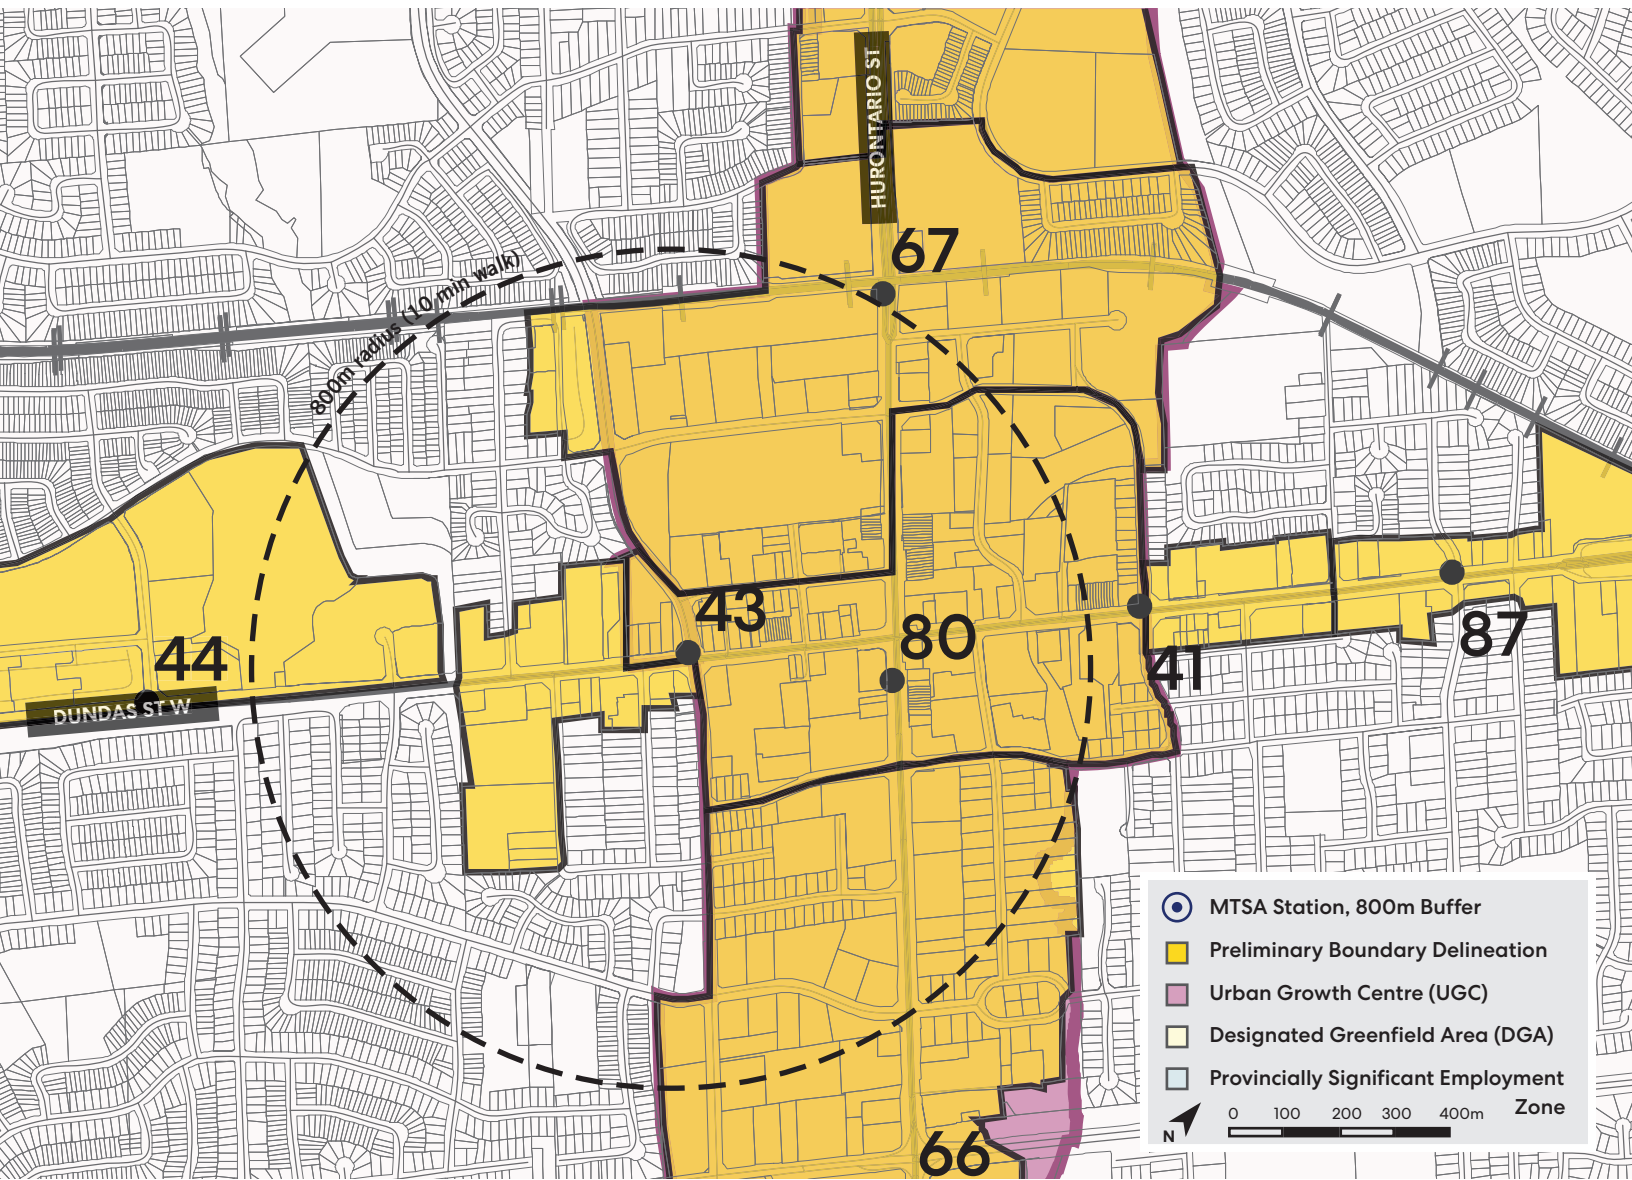 HURONTARIO ST
67
800m radius (10 min walk)
43
80
44
41
87
DUNDAS ST W
66
MTSA Station, 800m Buffer
Preliminary Boundary Delineation
Urban Growth Centre (UGC)
Designated Greenfield Area (DGA)
Provincially Significant Employment
Zone
N
0 100 200 300 400m